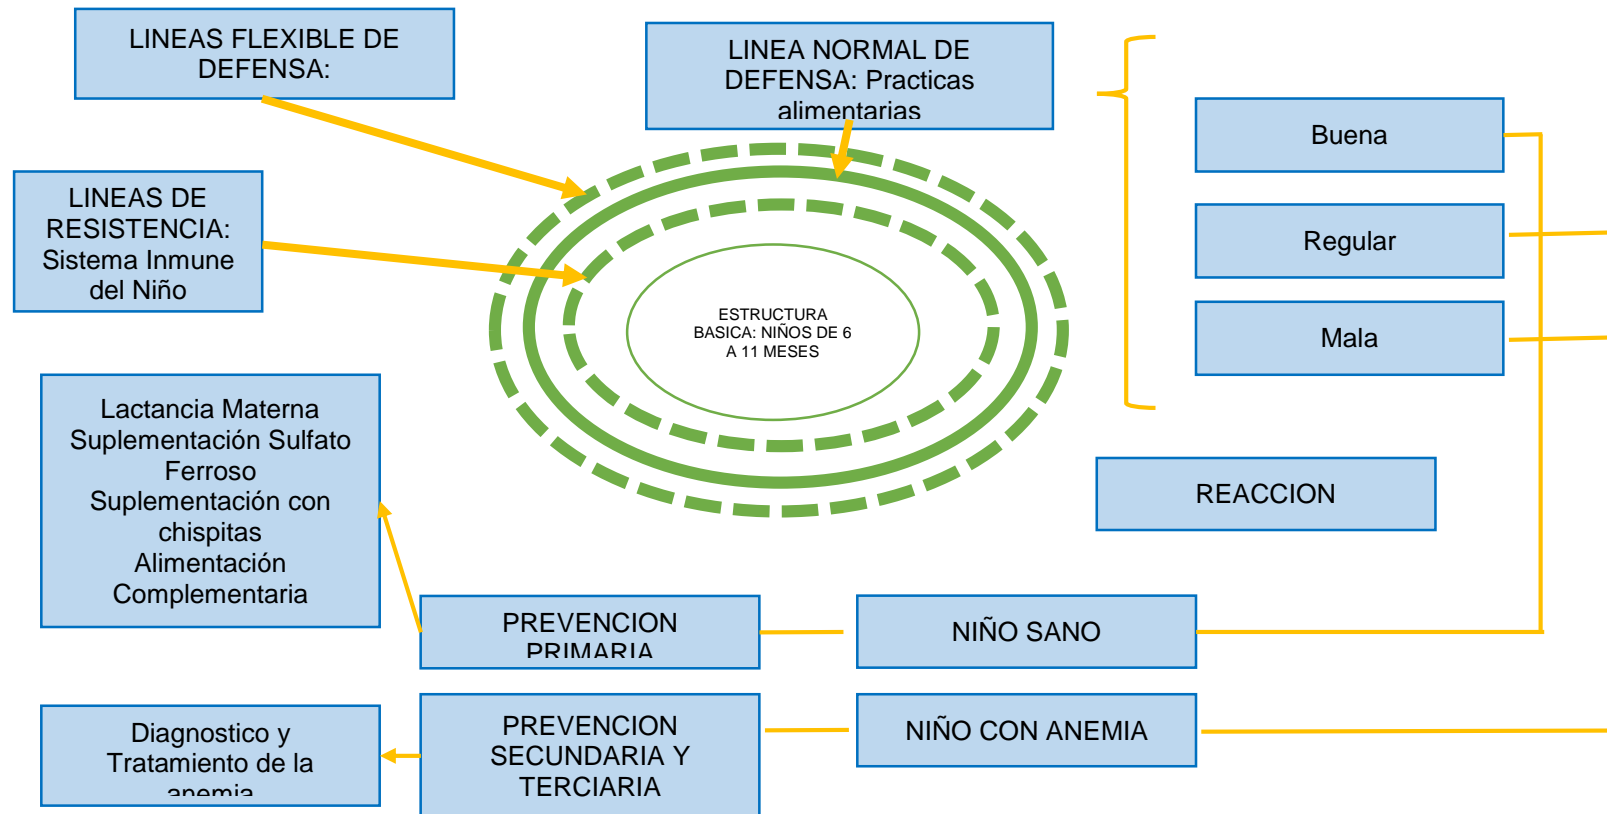 LINEAS FLEXIBLE DE
DEFENSA:
LINEA NORMAL DE
DEFENSA: Practicas
alimentarias
LINEAS DE
RESISTENCIA:
Sistema Inmune
del Niño
ESTRUCTURA
BASICA: NIÑOS DE 6
A 11 MESES
Buena
Regular
Mala
REACCION
Lactancia Materna
Suplementación Sulfato
Ferroso
Suplementación con
chispitas
Alimentación
Complementaria
PREVENCION
PRIMARIA
NIÑO SANO
Diagnostico y
Tratamiento de la
anemia
PREVENCION
SECUNDARIA Y
TERCIARIA
NIÑO CON ANEMIA